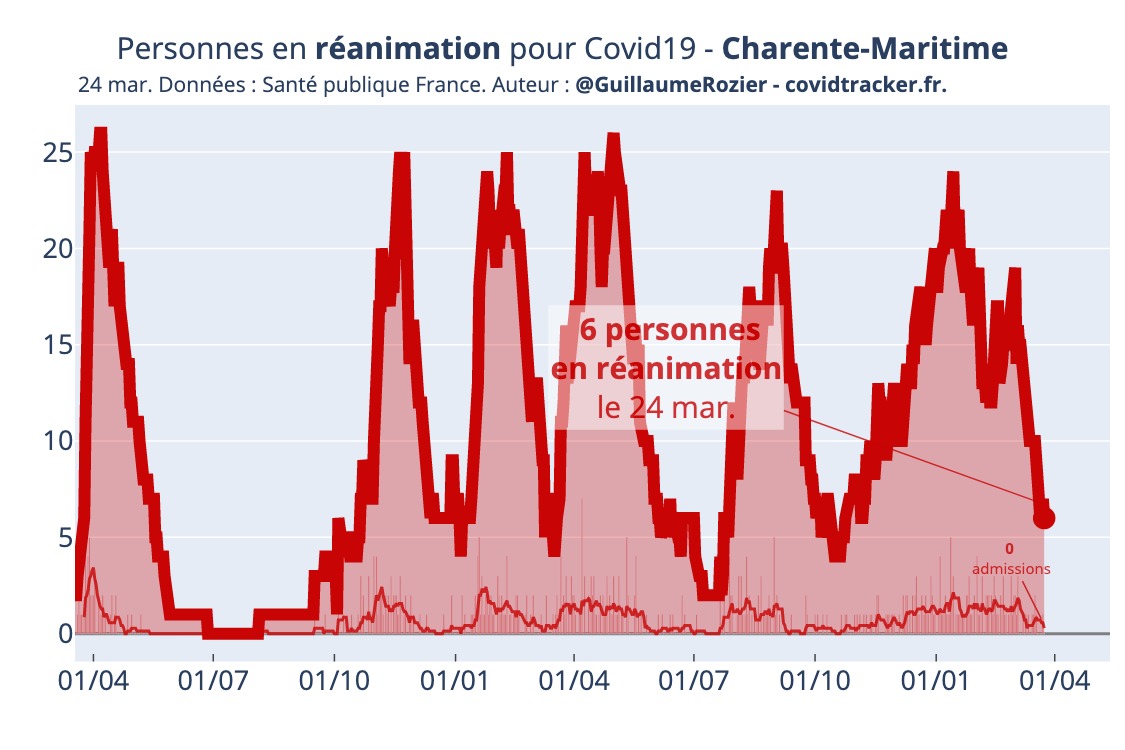 Personnes en réanimation pour Covid19 - Charente-Maritime
24 mar. Données : Santé publique France. Auteur : @GuillaumeRozier - covidtracker.fr.
25
20
15
10
5
0
6 personnes
en réanimation
le 24 mar.
0
admissions
01/04 01/07 01/10 01/01 01/04 01/07 01/10 01/01 01/04